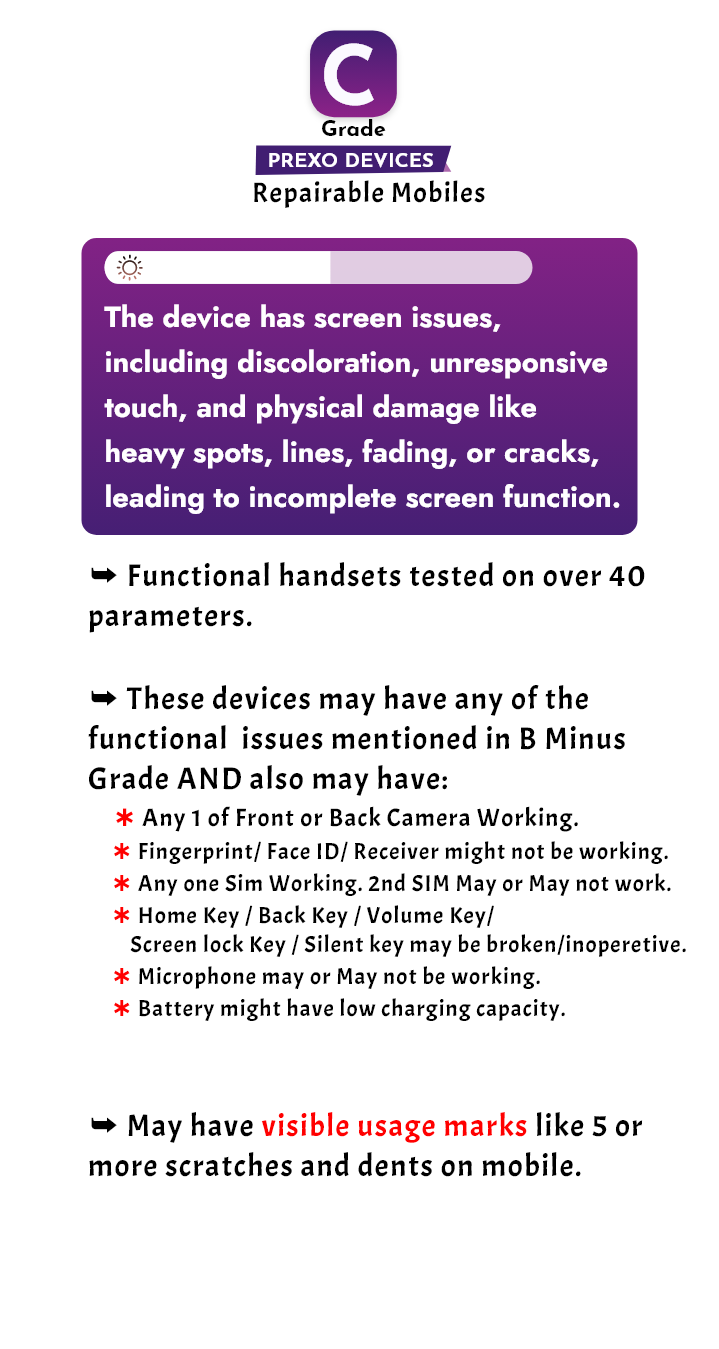 C
Grade
PREXO DEVICES
Repairable Mobiles
The device has screen issues,
including discoloration, unresponsive
touch, and physical damage like
heavy spots, lines, fading, or cracks,
leading to incomplete screen function.
➥ Functional handsets tested on over 40
parameters.
➥ These devices may have any of the
functional issues mentioned in B Minus
Grade AND also may have:
* Any 1 of Front or Back Camera Working.
* Fingerprint/ Face ID/ Receiver might not be working.
* Any one Sim Working. 2nd SIM May or May not work.
* Home Key / Back Key / Volume Key/
Screen lock Key / Silent key may be broken/inoperetive.
* Microphone may or May not be working.
* Battery might have low charging capacity.
➥ May have visible usage marks like 5 or
more scratches and dents on mobile.